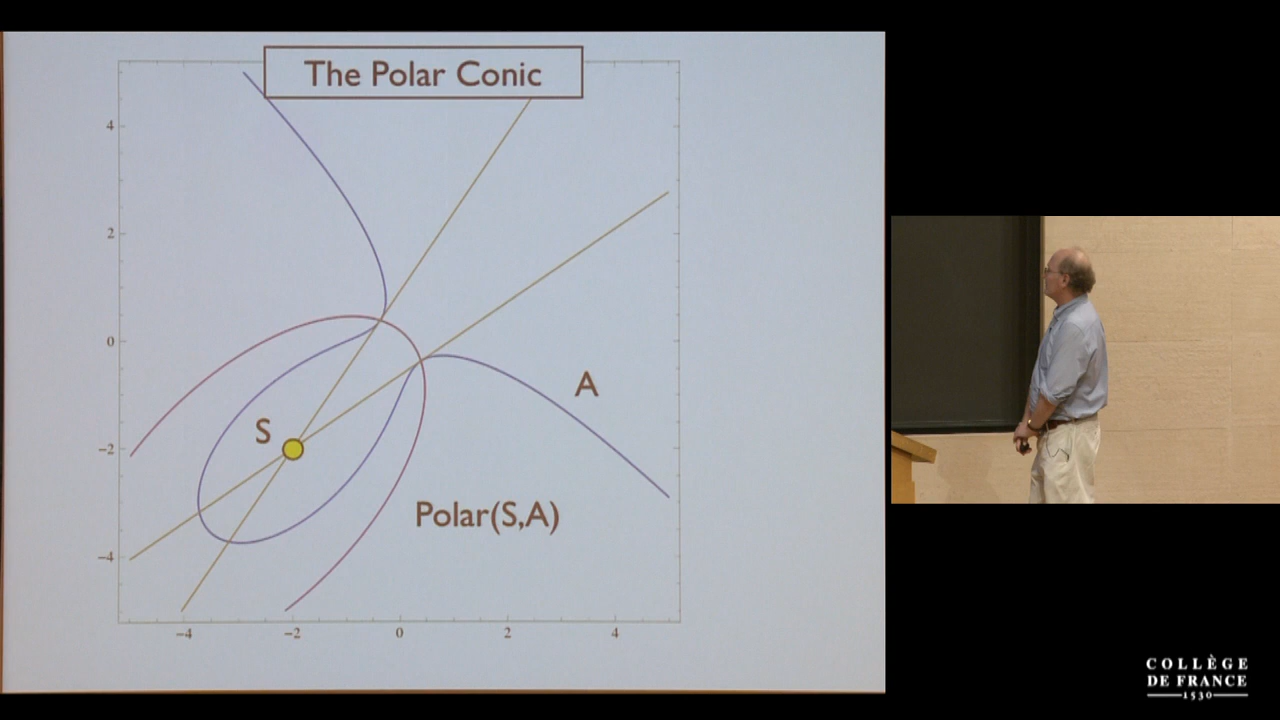 The Polar Conic
4
2
0
−2
−4
S
A
Polar(S,A)
−4
−2
0
2
4
COLLÈGE
DE FRANCE
1530